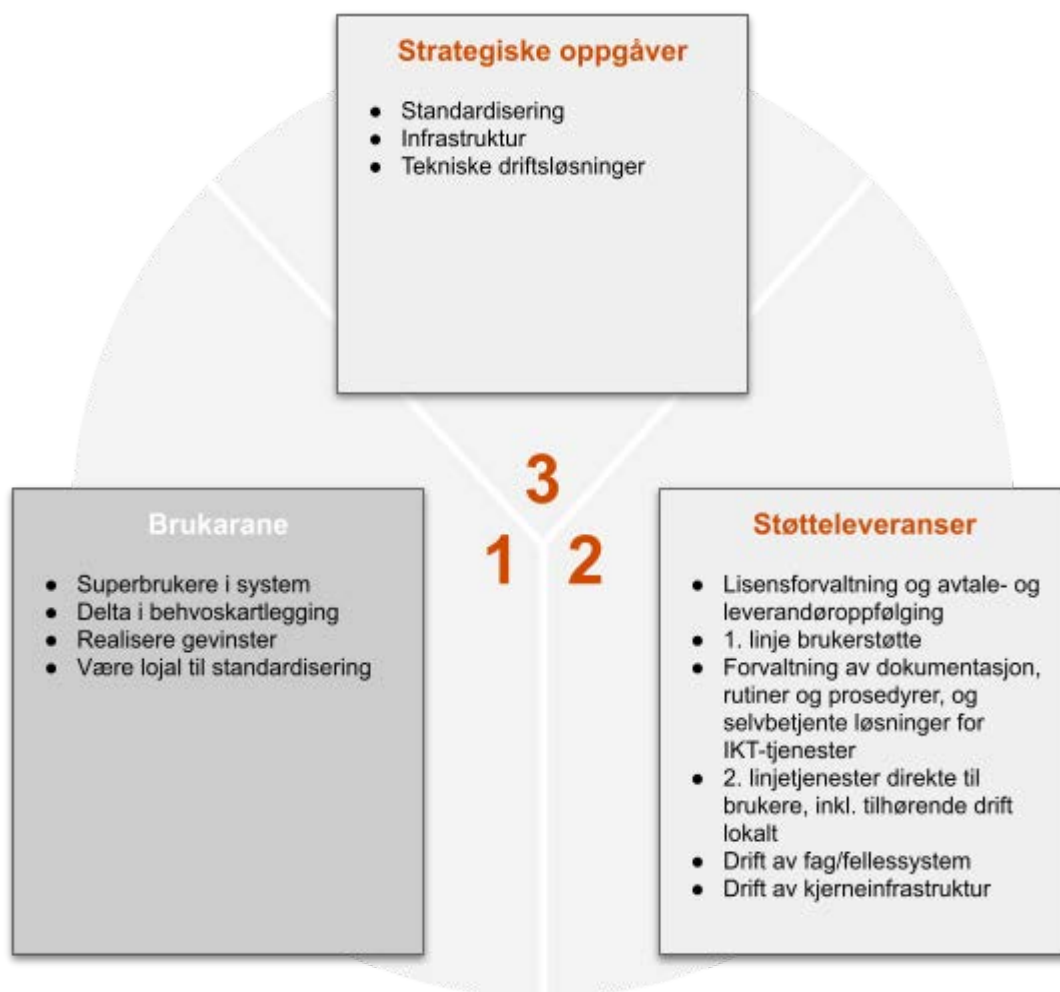 Strategiske oppgåver
● Standardisering
● Infrastruktur
● Tekniske driftsløsninger
3
1
2
Brukarane
● Superbrukere i system
● Delta i behvoskartlegging
● Realisere gevinster
● Være lojal til standardisering
Støtteleveranser
● Lisensforvaltning og avtale- og
leverandøroppfølging
● 1. linje brukerstøtte
● Forvaltning av dokumentasjon,
rutiner og prosedyrer, og
selvbetjente løsninger for
IKT-tjenester
● 2. linjetjenester direkte til
brukere, inkl. tilhørende drift
lokalt
● Drift av fag/fellessystem
● Drift av kjerneinfrastruktur